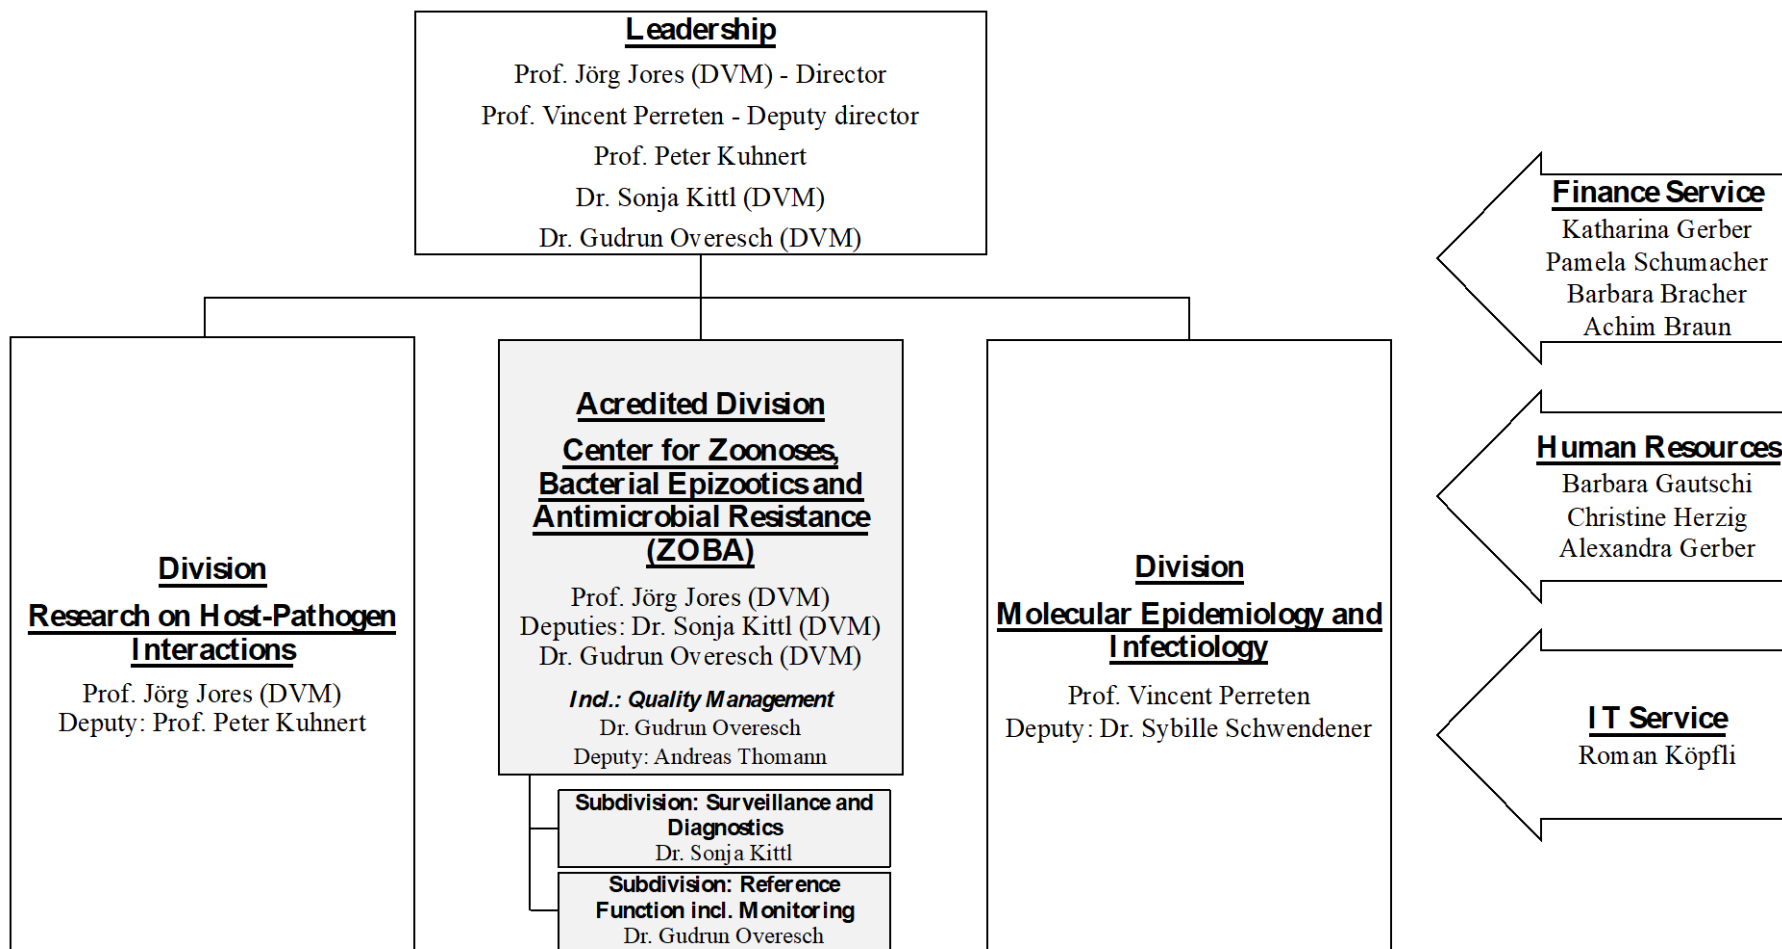 Leadership
Prof. Jörg Jores (DVM) - Director
Prof. Vincent Perreten - Deputy director
Prof. Peter Kuhnert
Dr. Sonja Kittl (DVM)
Dr. Gudrun Overesch (DVM)
Division
Research on Host-Pathogen
Interactions
Prof. Jörg Jores (DVM)
Deputy: Prof. Peter Kuhnert
Acredited Division
Center for Zoonoses,
Bacterial Epizootics and
Antimicrobial Resistance
(ZOBA)
Prof. Jörg Jores (DVM)
Deputies: Dr. Sonja Kittl (DVM)
Dr. Gudrun Overesch (DVM)
Incl.: Quality Management
Dr. Gudrun Overesch
Deputy: Andreas Thomann
Subdivision: Surveillance and
Diagnostics
Dr. Sonja Kittl
Subdivision: Reference
Function incl. Monitoring
Dr. Gudrun Overesch
Division
Molecular Epidemiology and
Infectiology
Prof. Vincent Perreten
Deputy: Dr. Sybille Schwendener
Finance Service
Katharina Gerber
Pamela Schumacher
Barbara Bracher
Achim Braun
Human Resources
Barbara Gautschi
Christine Herzig
Alexandra Gerber
IT Service
Roman Köpfli